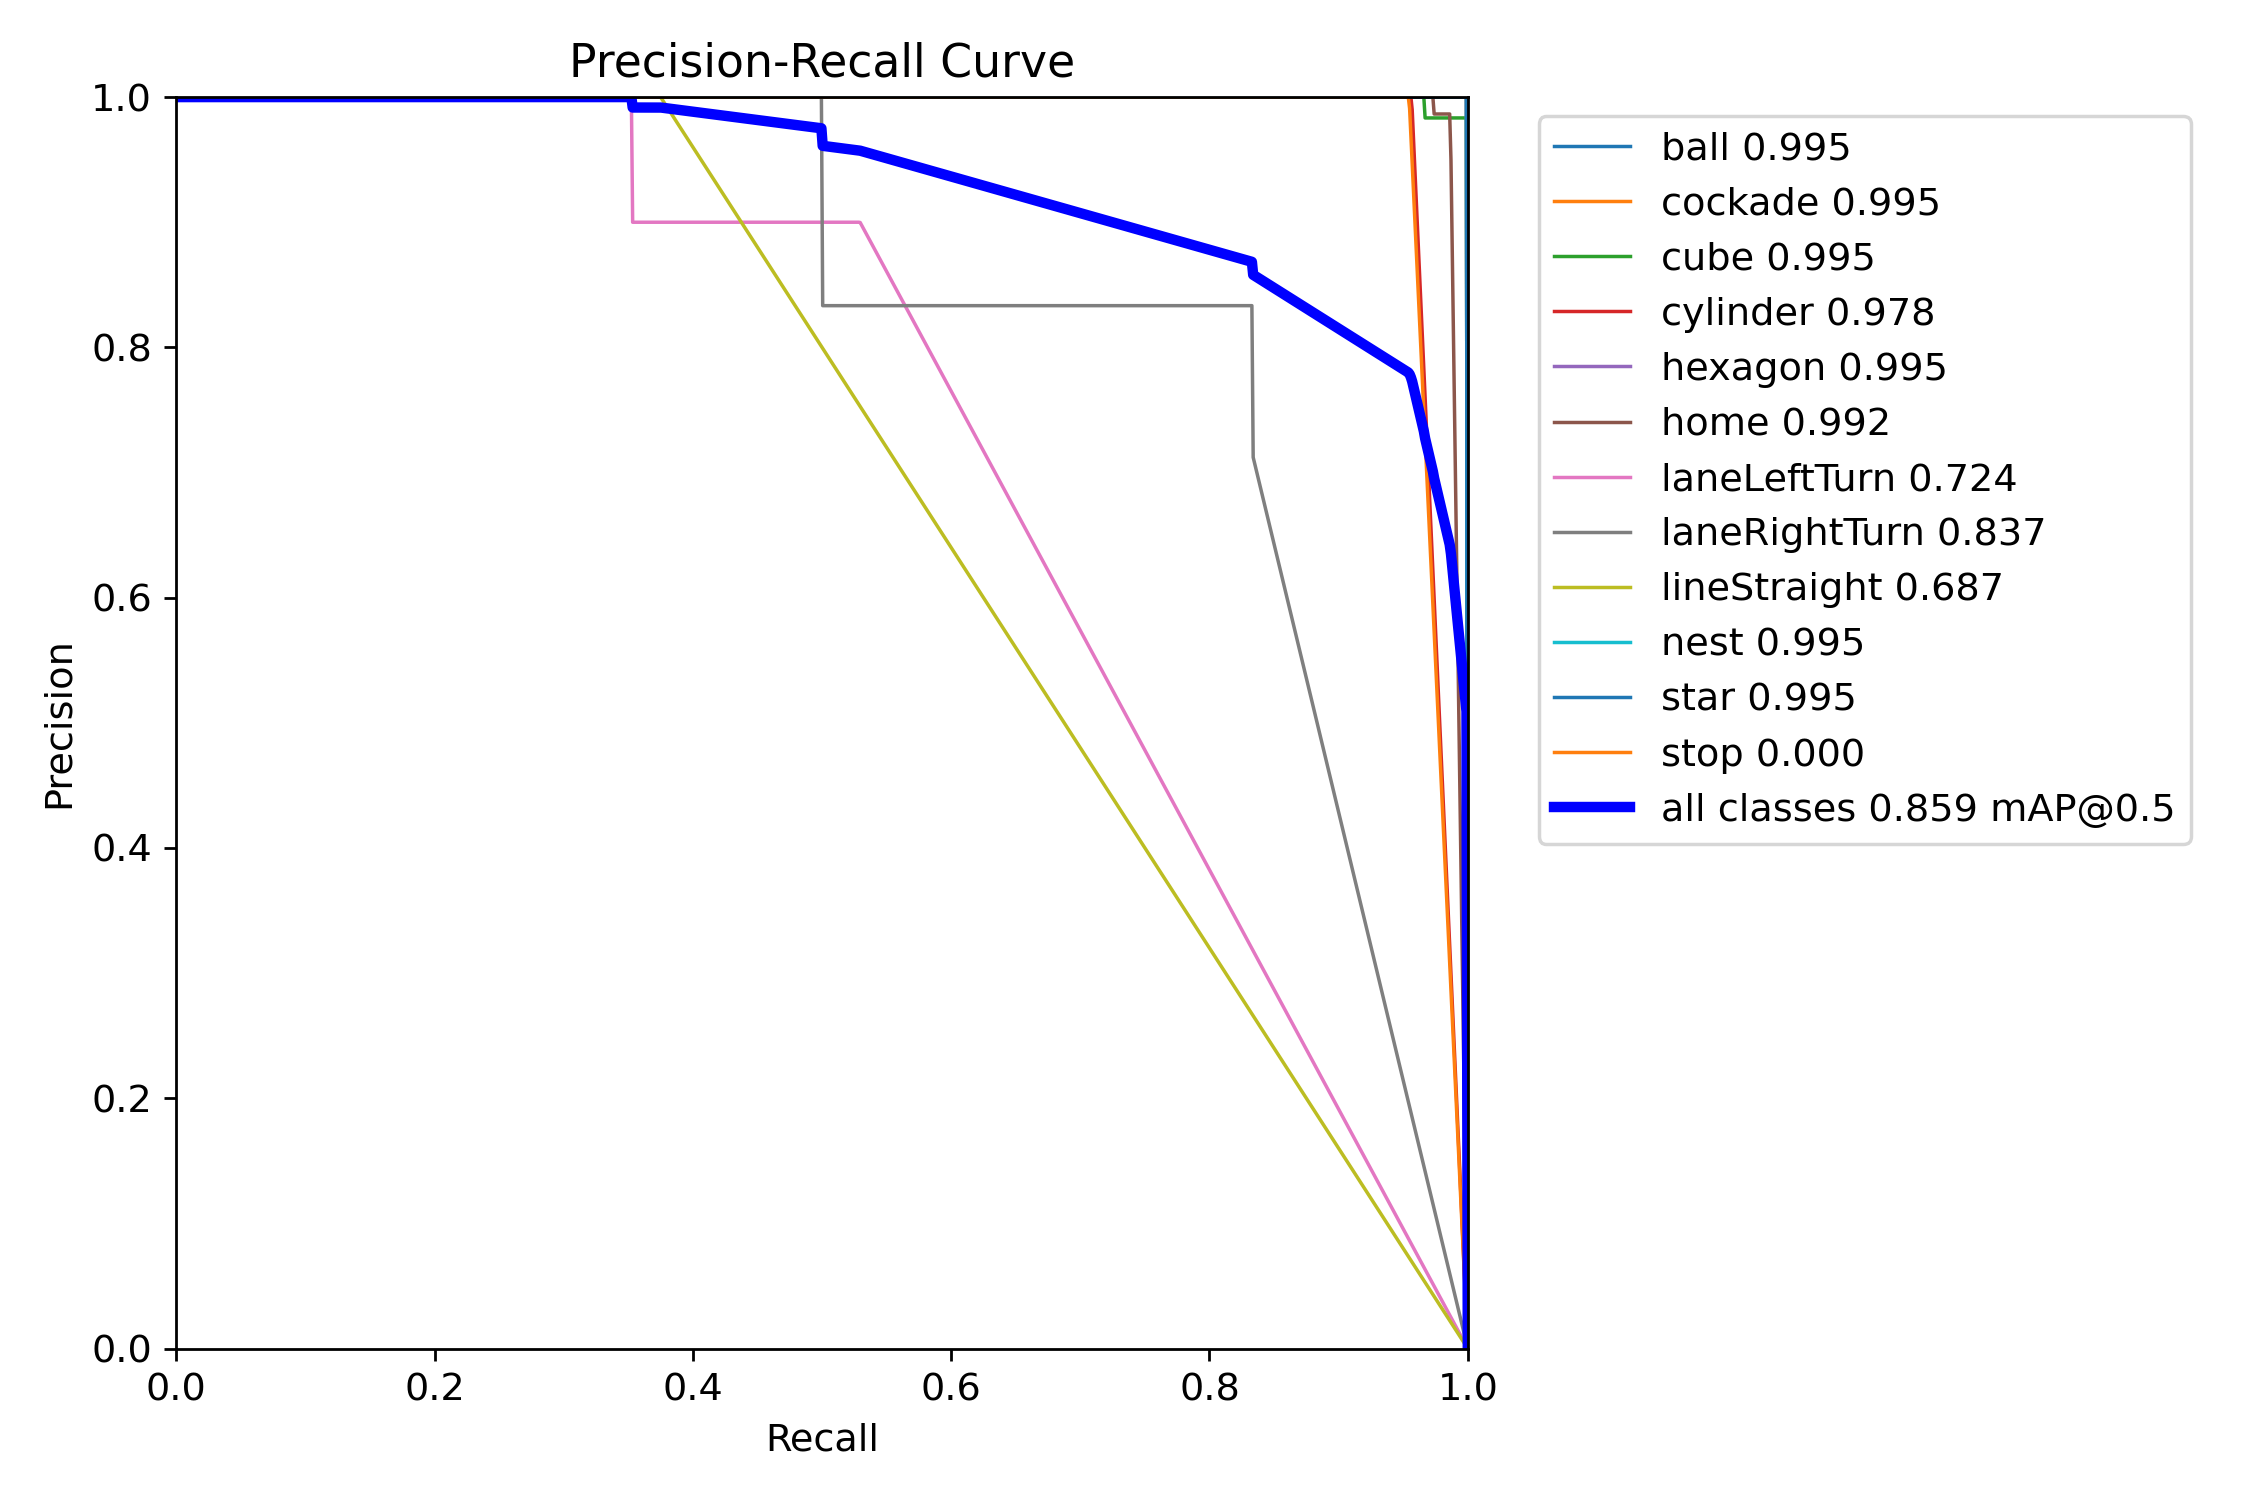 Precision-Recall Curve
1.0
0.8
0.6
0.4
0.2
0.0
Precision
0.0 0.2 0.4 0.6 0.8 1.0
Recall
ball 0.995
cockade 0.995
cube 0.995
cylinder 0.978
hexagon 0.995
home 0.992
laneLeftTurn 0.724
laneRightTurn 0.837
lineStraight 0.687
nest 0.995
star 0.995
stop 0.000
all classes 0.859 mAP@0.5